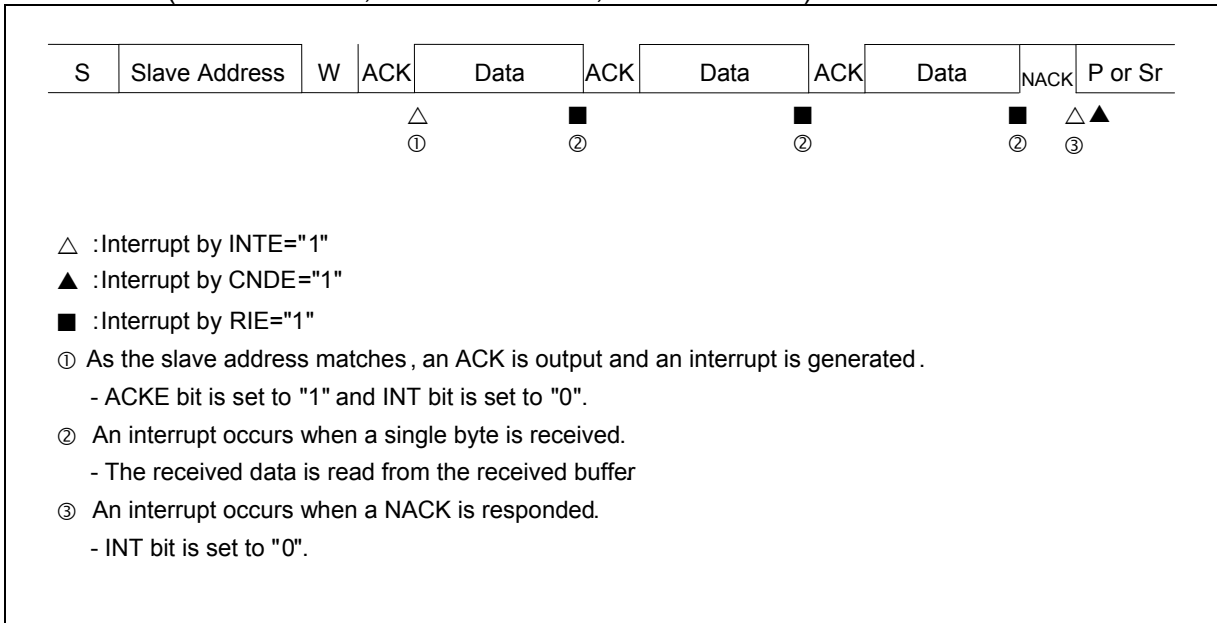 S Slave Address W ACK Data ACK Data ACK Data NACK P or Sr
△ ■ ■ ■ △ ▲
① ② ② ② ③
△ :Interrupt by INTE="1"
▲ :Interrupt by CNDE="1"
■ :Interrupt by RIE="1"
① As the slave address matches, an ACK is output and an interrupt is generated.
- ACKE bit is set to "1" and INT bit is set to "0".
② An interrupt occurs when a single byte is received.
- The received data is read from the received buffer
③ An interrupt occurs when a NACK is responded.
- INT bit is set to "0".